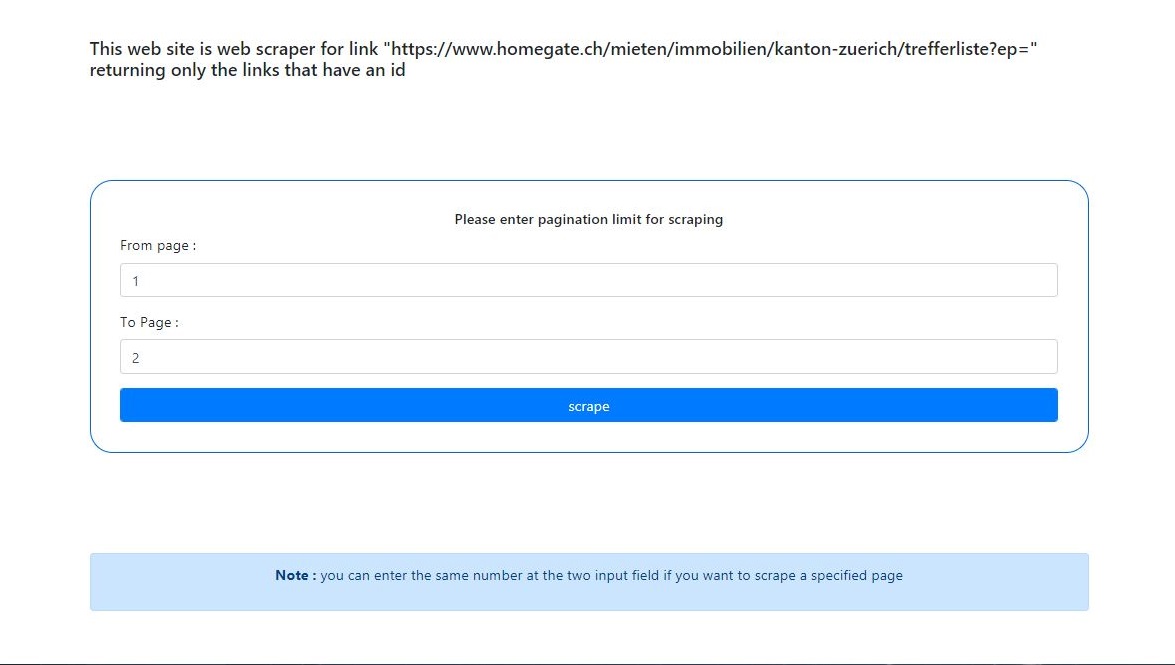 This web site is web scraper for link "https://www.homegate.ch/mieten/immobilien/kanton-zuerich/trefferliste?ep="
returning only the links that have an id
Please enter pagination limit for scraping
From page :
1
To Page :
2
scrape
Note : you can enter the same number at the two input field if you want to scrape a specified page